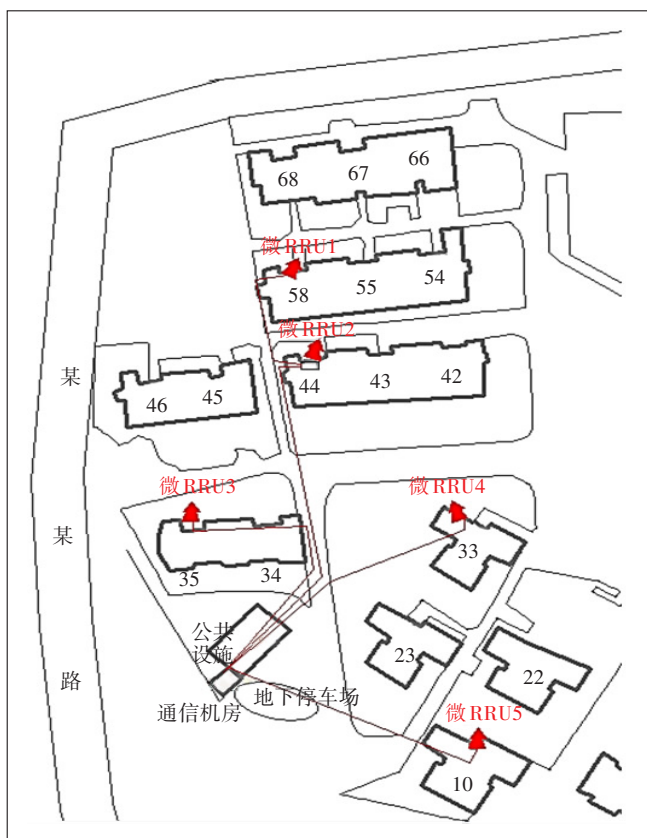 68 67 66
微RRU1
58 55 54
微RRU2
44 43 42
46 45
某
微RRU3
微RRU4
某
33
35 34
公共
设施
23
22
路
地下停车场
通信机房
微RRU5
10